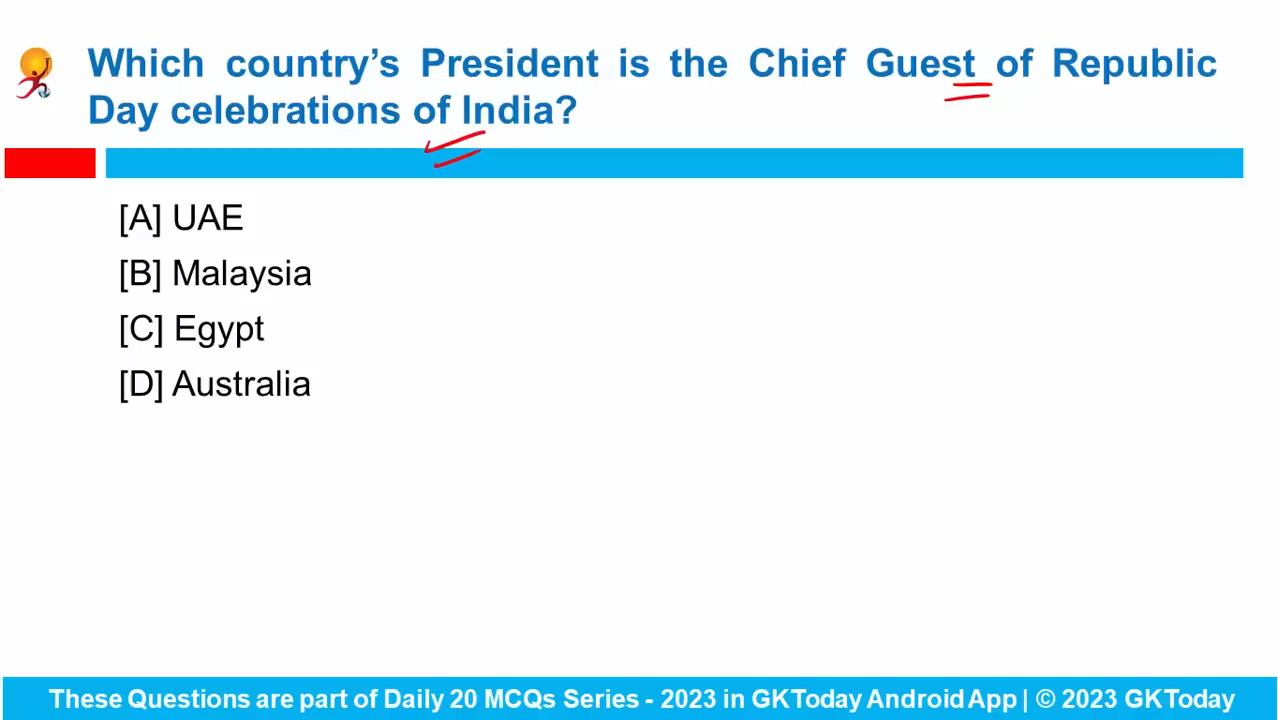 Which country’s President is the Chief Guest of Republic
Day celebrations of India?
[A] UAE
[B] Malaysia
[C] Egypt
[D] Australia
These Questions are part of Daily 20 MCQs Series - 2023 in GKToday Android App | © 2023 GKToday